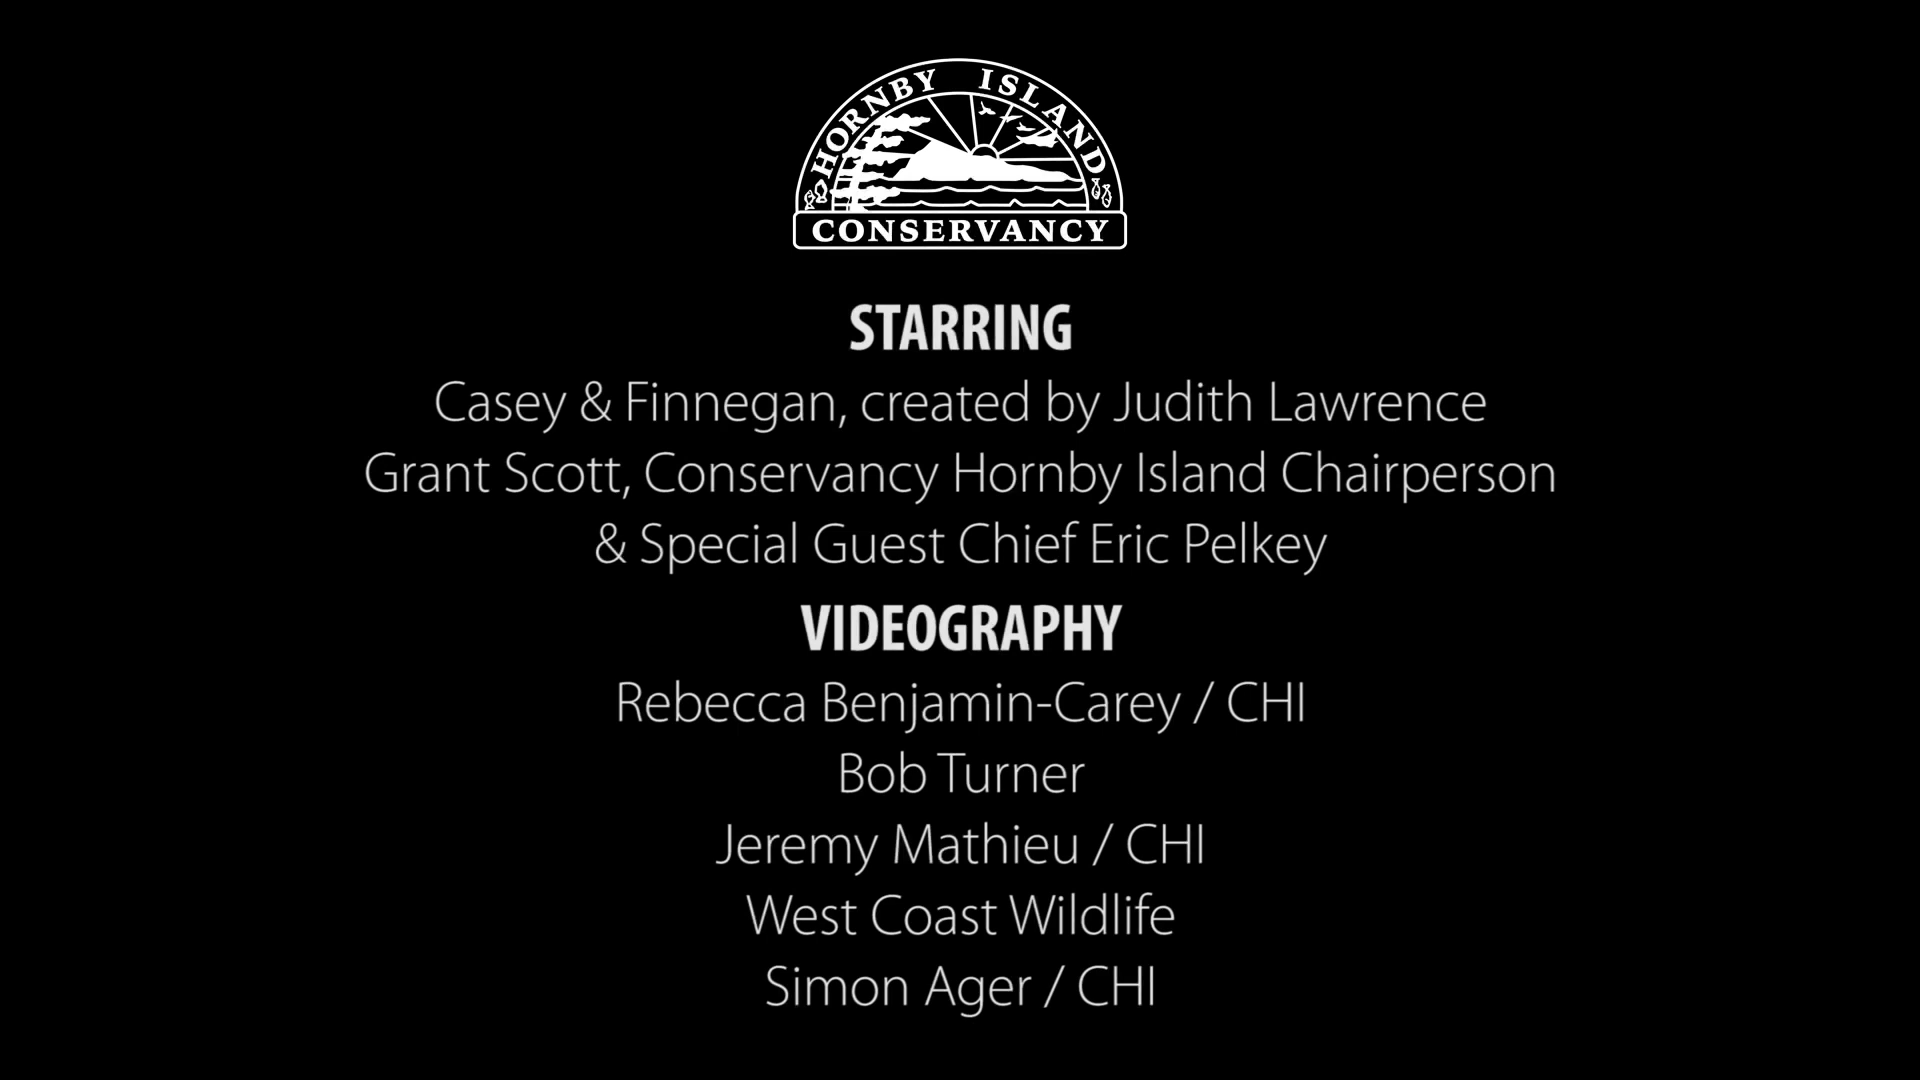 HORNBY ISLAND
CONSERVANCY
STARRING
Casey & Finnegan, created by Judith Lawrence
Grant Scott, Conservancy Hornby Island Chairperson
& Special Guest Chief Eric Pelkey
VIDEOGRAPHY
Rebecca Benjamin-Carey / CHI
Bob Turner
Jeremy Mathieu / CHI
West Coast Wildlife
Simon Ager / CHI